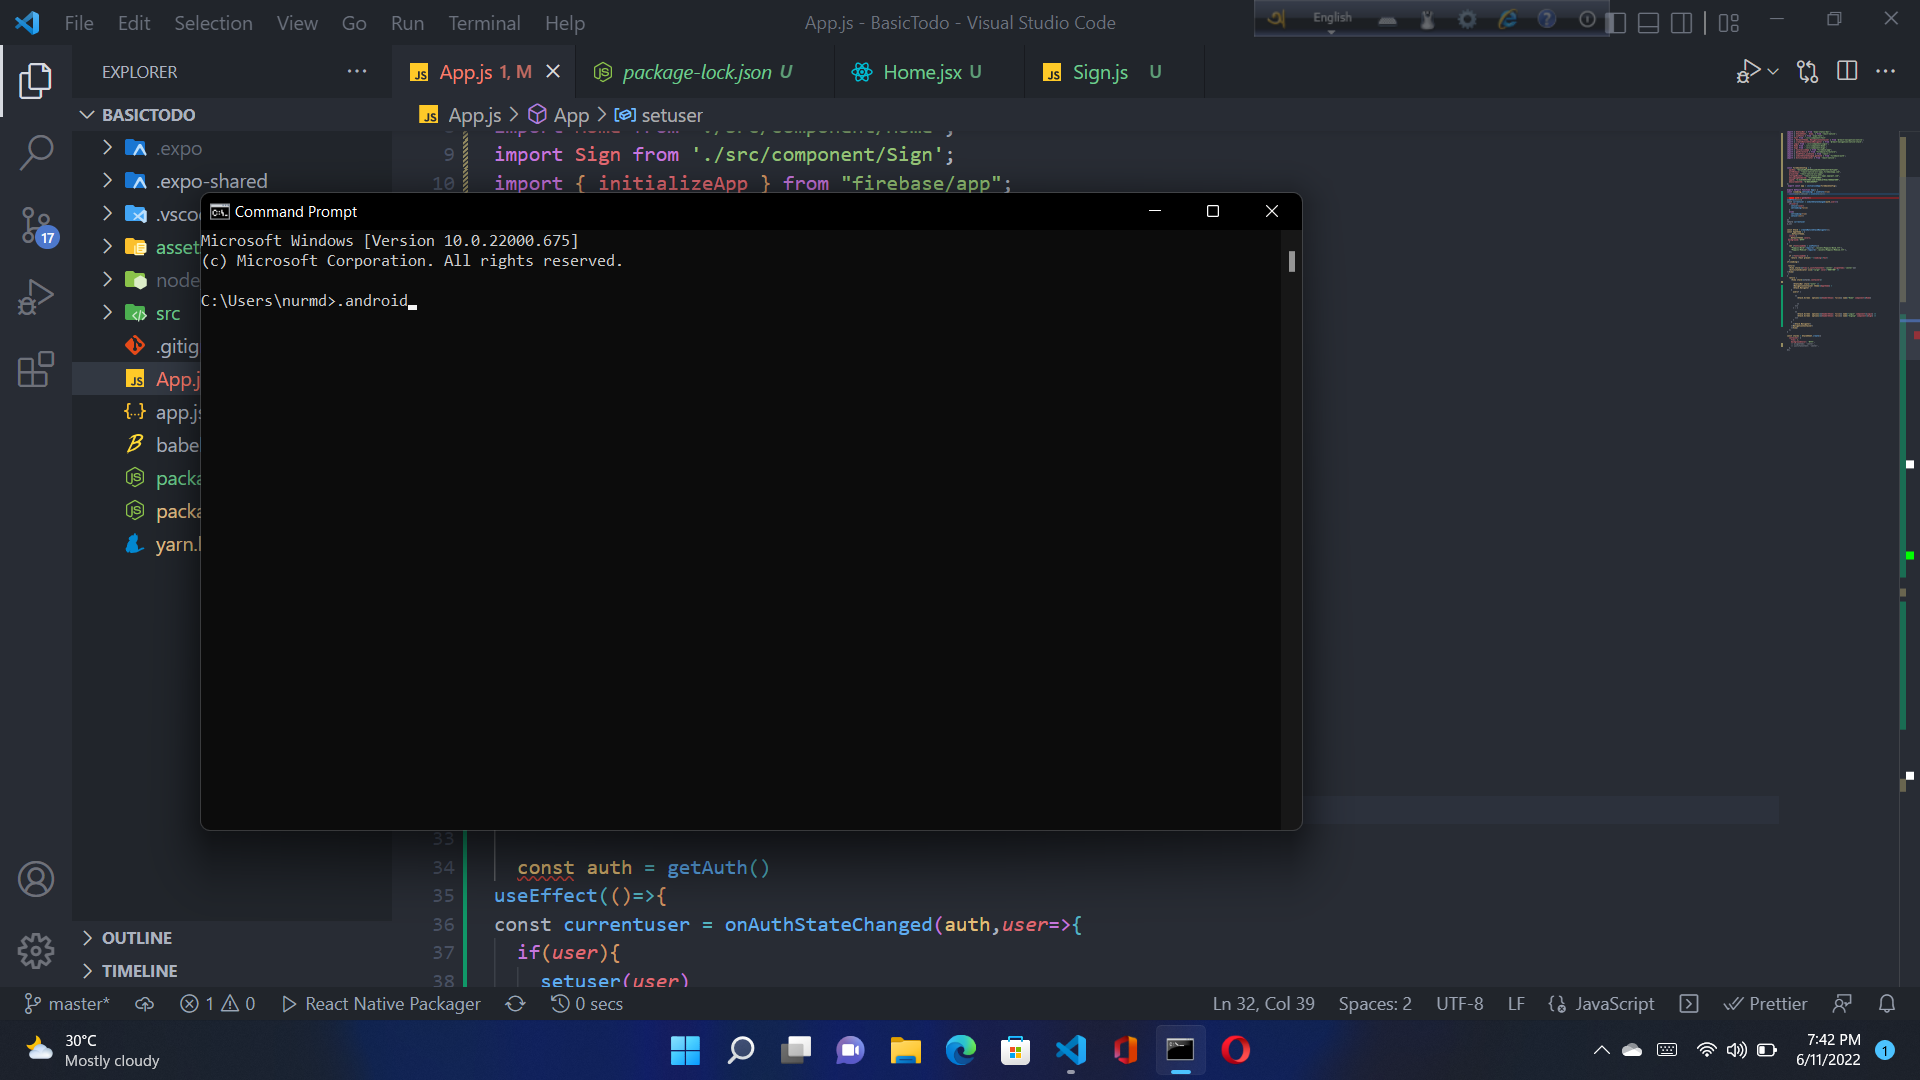 File Edit Selection View Go Run Terminal Help
App.js - BasicTodo - Visual Studio Code
English
EXPLORER
App.js 1, M
package-lock.json U
Home.jsx U
Sign.js U
BASICTODO
App.js > App > setuser
.expo
.expo-shared
.vsco
asset
node
src
.gitig
App.j
app.js
babe
packa
packa
yarn.l
9 import Sign from './src/component/Sign';
10 import { initializeApp } from "firebase/app";
Command Prompt
Microsoft Windows [Version 10.0.22000.675]
(c) Microsoft Corporation. All rights reserved.
C:\Users\nurmd>.android
33
34 const auth = getAuth()
35 useEffect(()=>{
36 const currentuser = onAuthStateChanged(auth,user=>{
37 if(user){
38 setuser(user)
17
OUTLINE
TIMELINE
master* 1 0 React Native Packager 0 secs
Ln 32, Col 39 Spaces: 2 UTF-8 LF JavaScript Prettier
30°C
Mostly cloudy
7:42 PM
6/11/2022
1